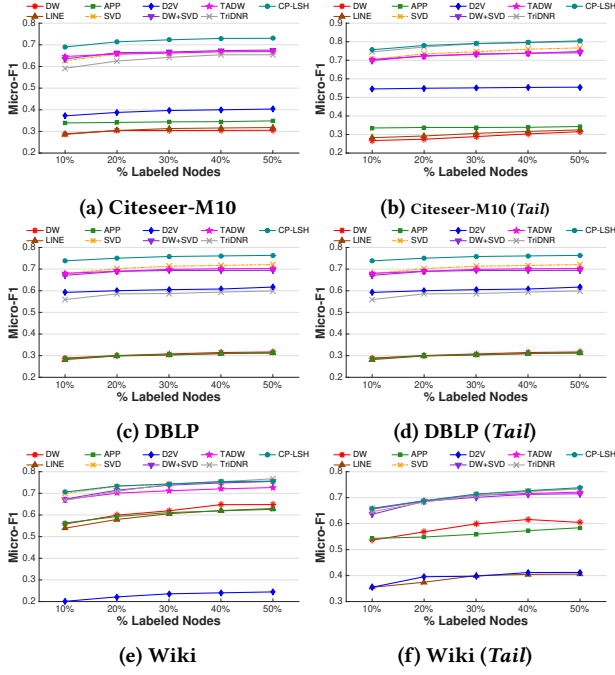 DW APP D2V TADW CP-LSH
LINE SVD DW+SVD TriDNR
0.8
0.7
0.6
0.5
0.4
0.3
0.2
Micro-F1
10% 20% 30% 40% 50%
% Labeled Nodes
(a) Citeseer-M10
DW APP D2V TADW CP-LSH
LINE SVD DW+SVD TriDNR
0.9
0.8
0.7
0.6
0.5
0.4
0.3
0.2
Micro-F1
10% 20% 30% 40% 50%
% Labeled Nodes
(b) Citeseer-M10 (Tail)
DW APP D2V TADW CP-LSH
LINE SVD DW+SVD TriDNR
0.8
0.7
0.6
0.5
0.4
0.3
0.2
Micro-F1
10% 20% 30% 40% 50%
% Labeled Nodes
(c) DBLP
DW APP D2V TADW CP-LSH
LINE SVD DW+SVD TriDNR
0.8
0.7
0.6
0.5
0.4
0.3
0.2
Micro-F1
10% 20% 30% 40% 50%
% Labeled Nodes
(d) DBLP (Tail)
DW APP D2V TADW CP-LSH
LINE SVD DW+SVD TriDNR
0.8
0.7
0.6
0.5
0.4
0.3
0.2
Micro-F1
10% 20% 30% 40% 50%
% Labeled Nodes
(e) Wiki
DW APP D2V TADW CP-LSH
LINE SVD DW+SVD TriDNR
0.8
0.7
0.6
0.5
0.4
0.3
Micro-F1
10% 20% 30% 40% 50%
% Labeled Nodes
(f) Wiki (Tail)